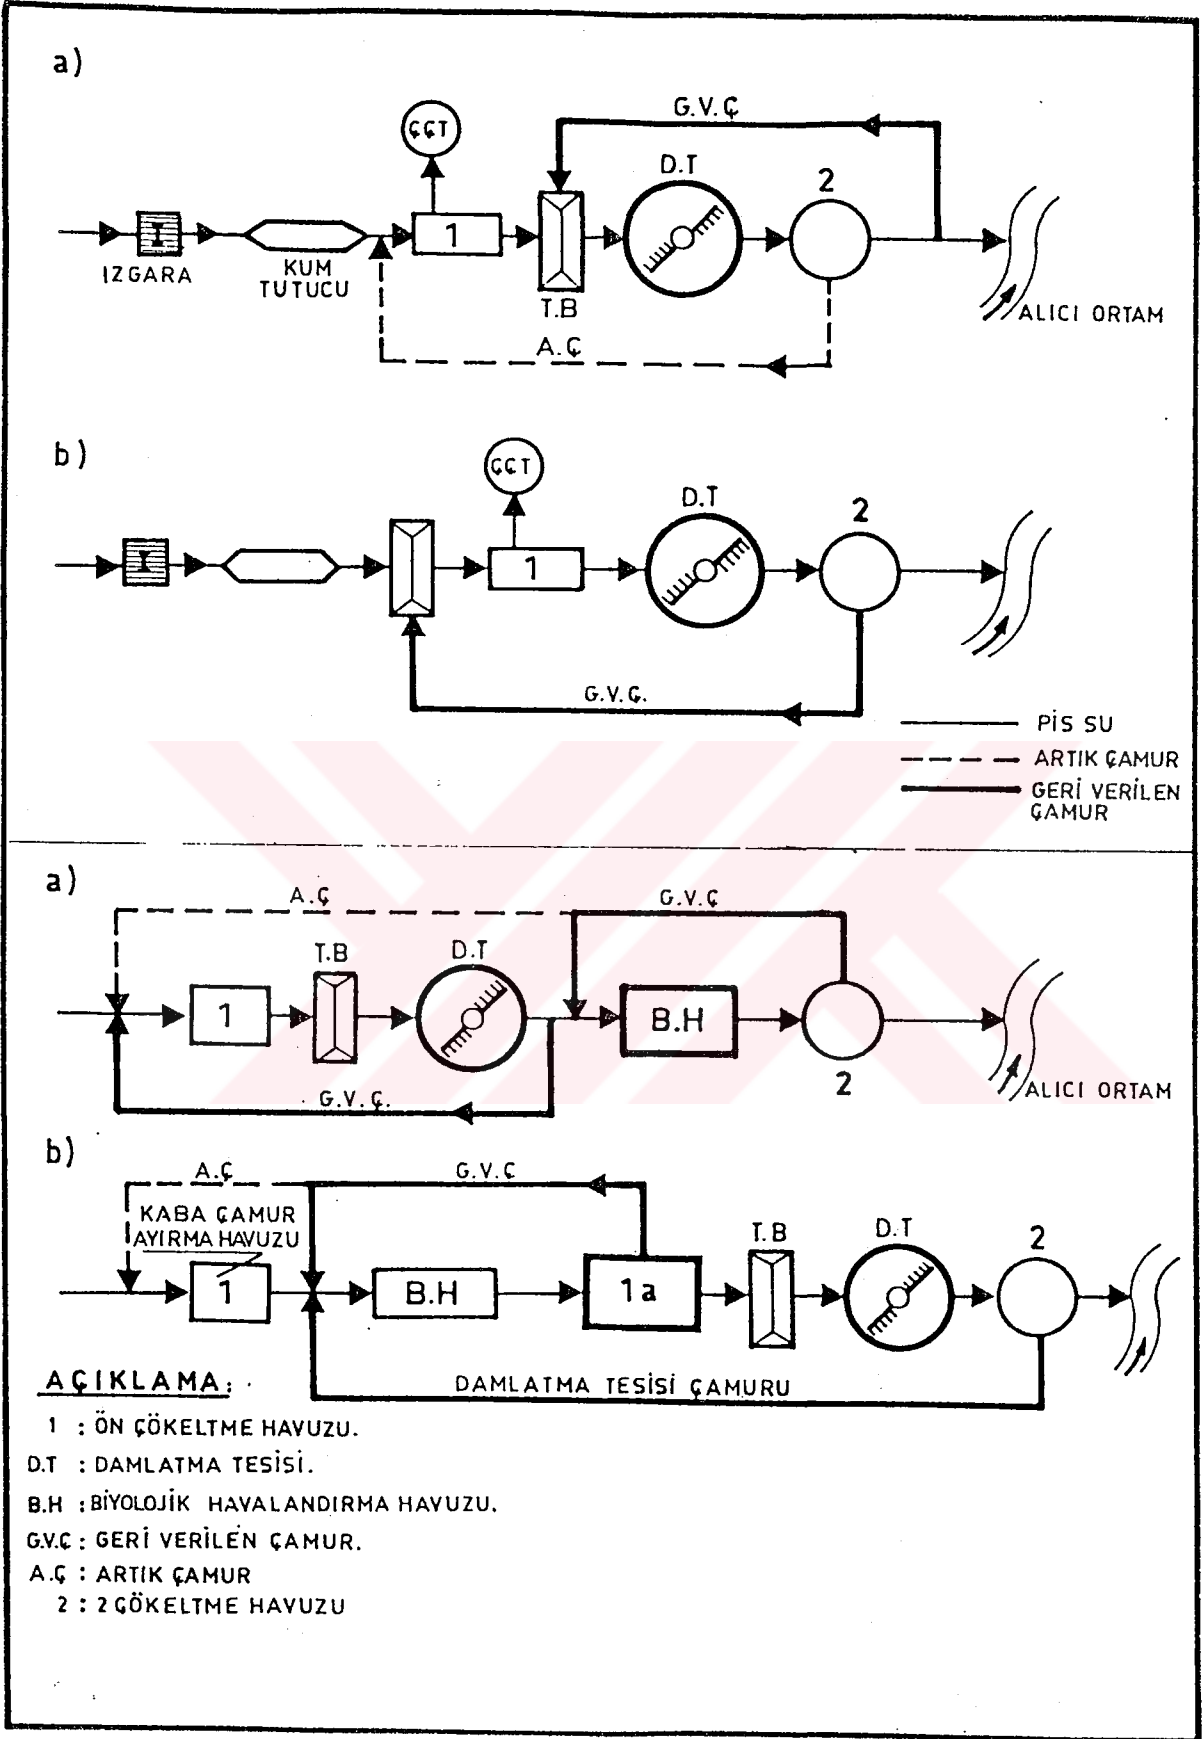 a)
G.V.Ç
ÇÇT
D.T
2
I
1
IZGARA
KUM
TUTUCU
T.B
ALICI ORTAM
A.Ç
b)
ÇÇT
D.T
2
I
1
G.V.Ç.
PİS SU
ARTIK ÇAMUR
GERİ VERİLEN
ÇAMUR
a)
A.Ç
G.V.Ç
T.B
D.T
1
B.H
2
ALICI ORTAM
G.V.Ç.
b)
A.Ç
G.V.Ç
KABA ÇAMUR
AYIRMA HAVUZU
T.B
D.T
2
1
B.H
1a
DAMLATMA TESİSİ ÇAMURU
AÇIKLAMA:
1 : ÖN ÇÖKELTME HAVUZU.
D.T : DAMLATMA TESİSİ.
B.H : BİYOLOJİK HAVALANDIRMA HAVUZU.
G.V.Ç : GERİ VERİLEN ÇAMUR.
A.Ç : ARTIK ÇAMUR
2 : 2 ÇÖKELTME HAVUZU